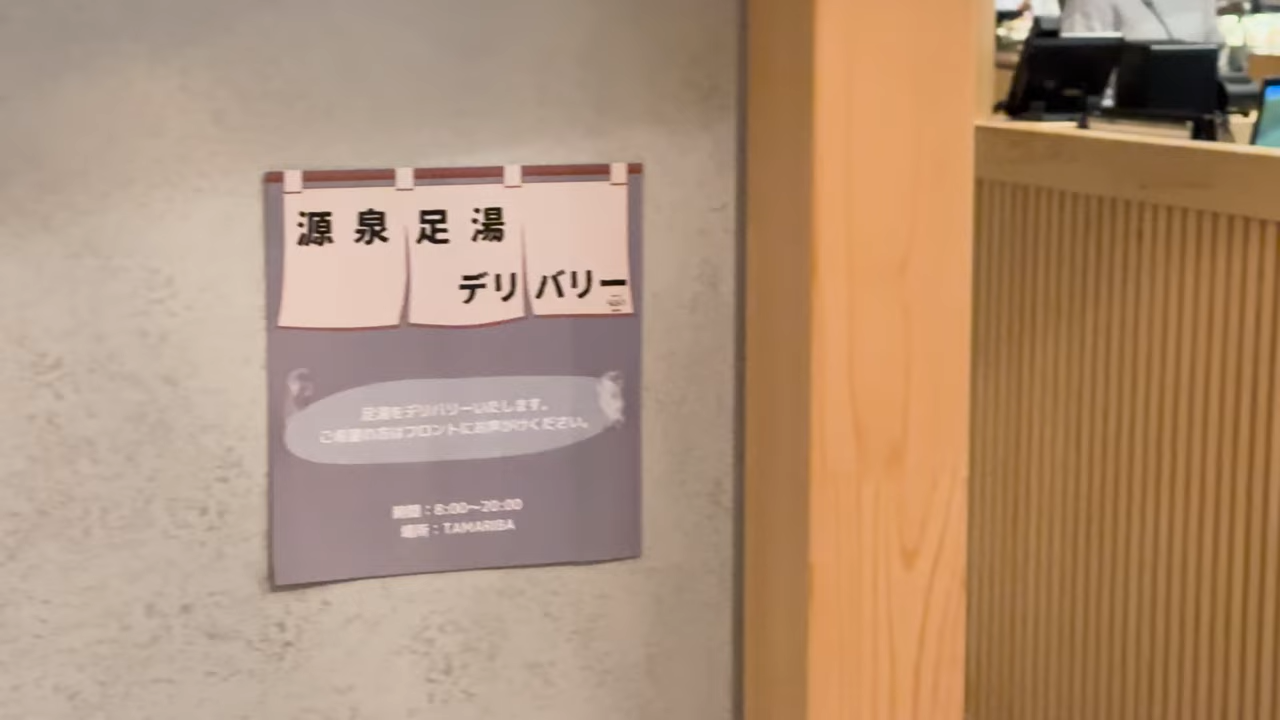 源泉足湯
デリバリー
足湯をデリバリーいたします。
ご希望の方はフロントにお声がけください。
期間：8:00～20:00
場所：TAMARIBA